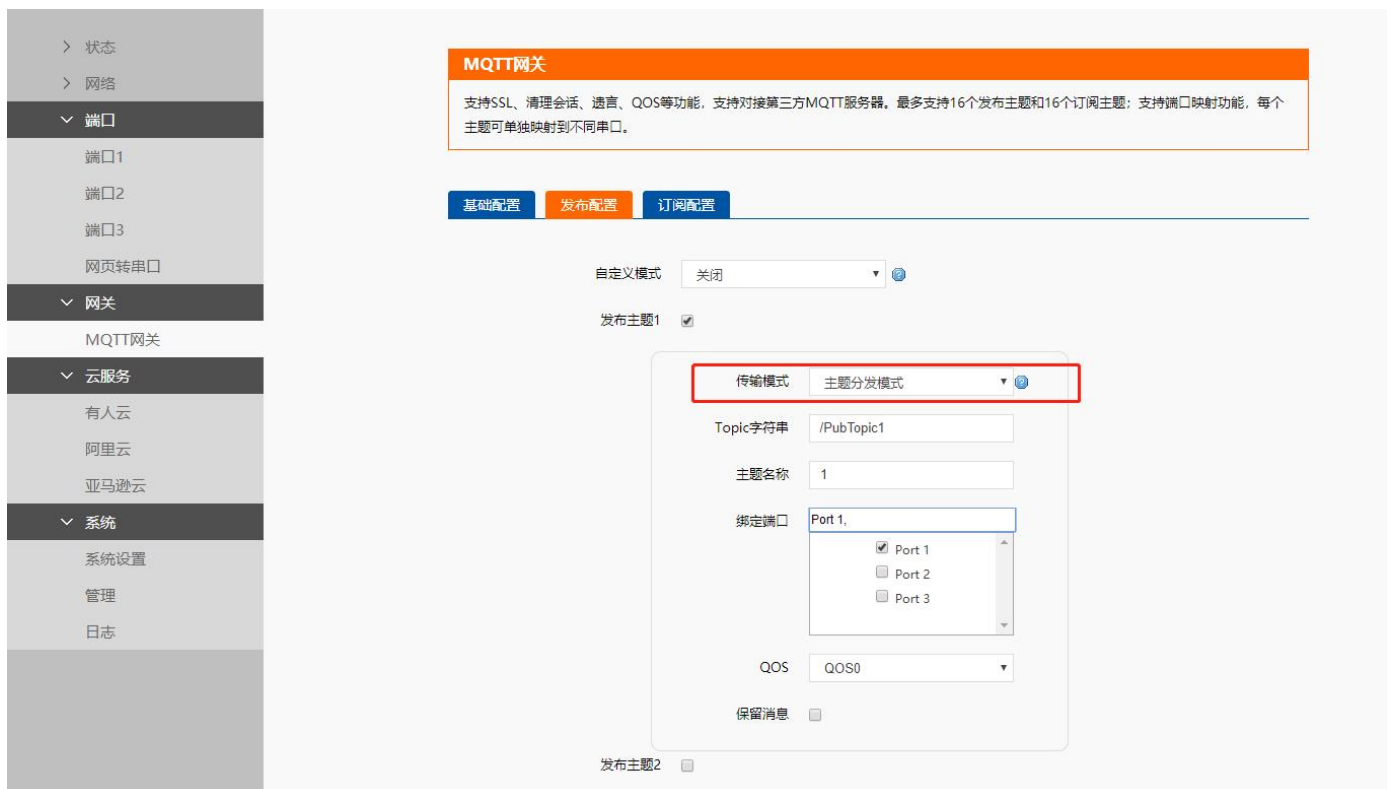 状态
网络
端口
端口1
端口2
端口3
网页转串口
网关
MQTT网关
云服务
有人云
阿里云
亚马逊云
系统
系统设置
管理
日志
MQTT网关
支持SSL、清理会话、遗言、QOS等功能，支持对接第三方MQTT服务器。最多支持16个发布主题和16个订阅主题；支持端口映射功能，每个
主题可单独映射到不同串口。
基础配置 发布配置 订阅配置
自定义模式 关闭
发布主题1
传输模式 主题分发模式
Topic字符串 /PubTopic1
主题名称 1
绑定端口 Port 1,
Port 1
Port 2
Port 3
QOS QOS0
保留消息
发布主题2